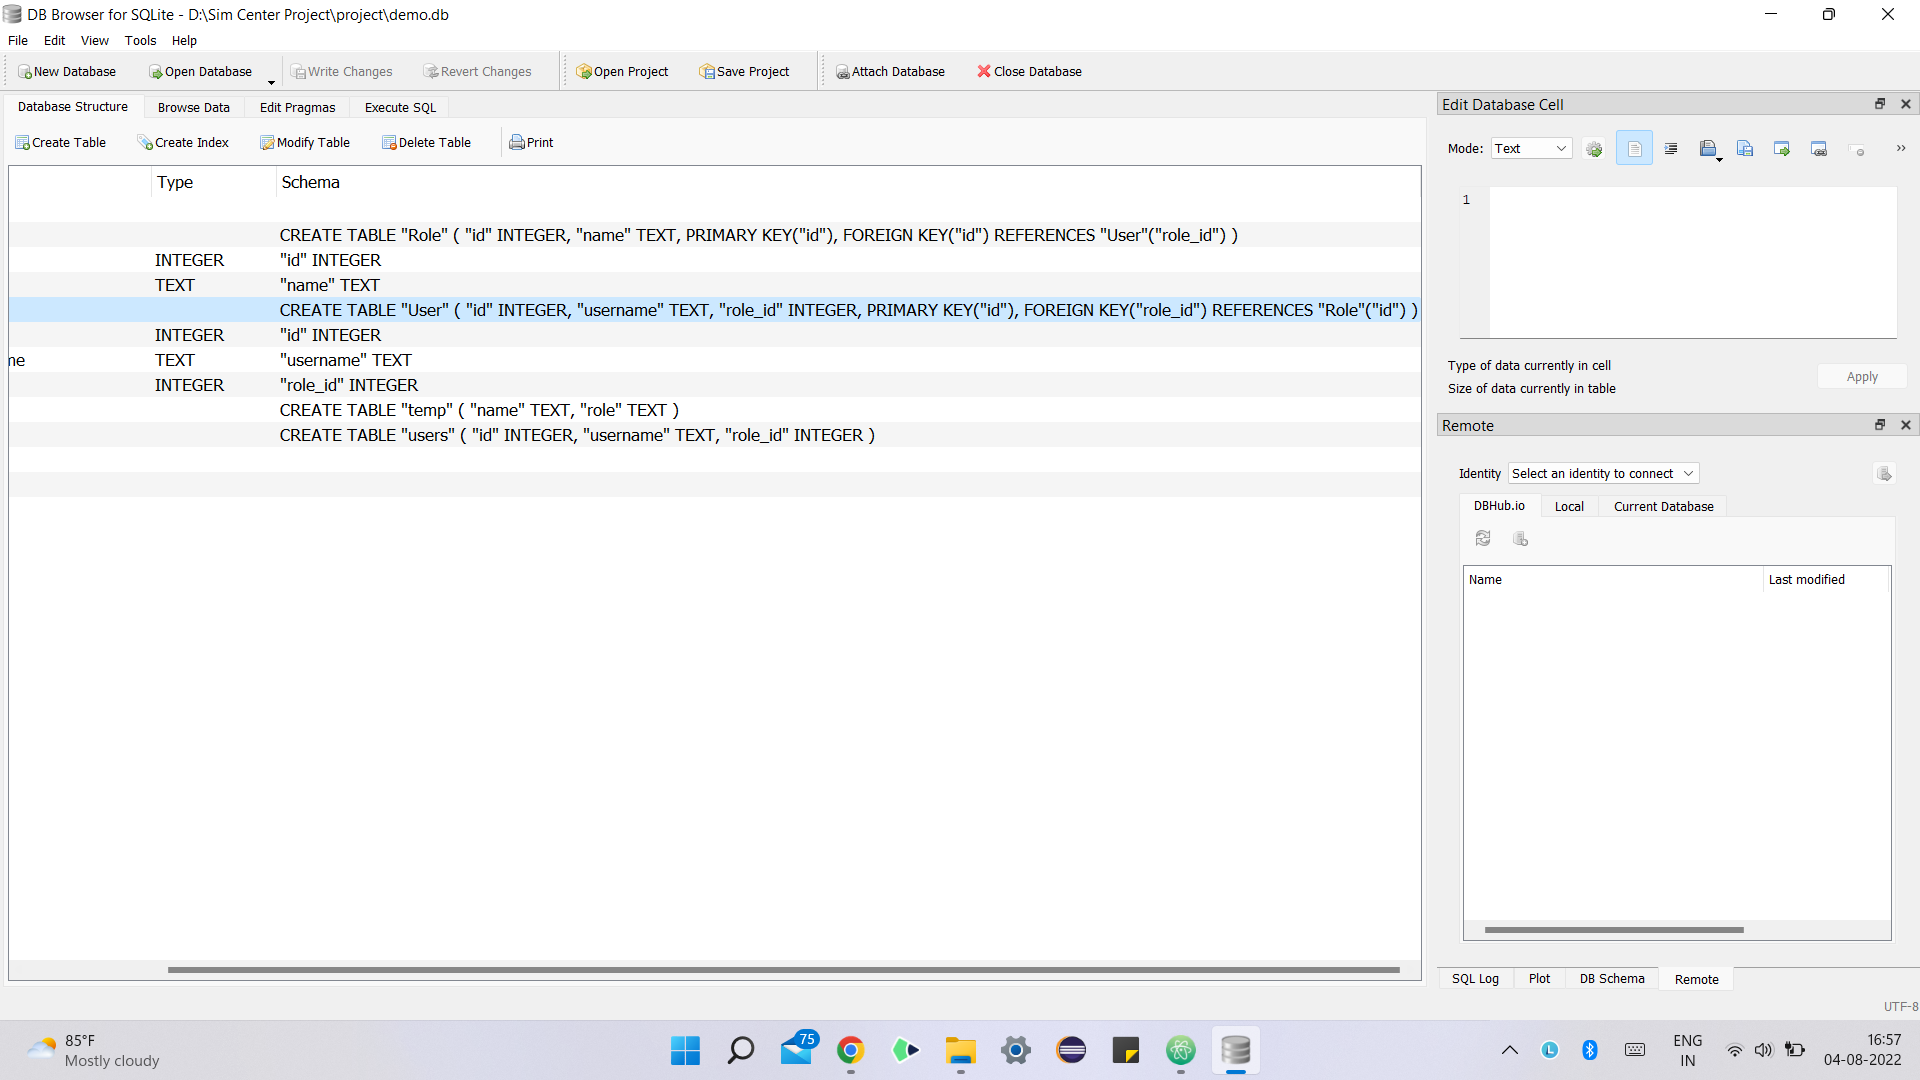 DB Browser for SQLite - D:\Sim Center Project\project\demo.db
File Edit View Tools Help
New Database Open Database Write Changes Revert Changes Open Project Save Project Attach Database Close Database
Database Structure Browse Data Edit Pragmas Execute SQL
Create Table Create Index Modify Table Delete Table Print
Type Schema
CREATE TABLE "Role" ( "id" INTEGER, "name" TEXT, PRIMARY KEY("id"), FOREIGN KEY("id") REFERENCES "User"("role_id") )
INTEGER "id" INTEGER
TEXT "name" TEXT
CREATE TABLE "User" ( "id" INTEGER, "username" TEXT, "role_id" INTEGER, PRIMARY KEY("id"), FOREIGN KEY("role_id") REFERENCES "Role"("id") )
INTEGER "id" INTEGER
me TEXT "username" TEXT
INTEGER "role_id" INTEGER
CREATE TABLE "temp" ( "name" TEXT, "role" TEXT )
CREATE TABLE "users" ( "id" INTEGER, "username" TEXT, "role_id" INTEGER )
Edit Database Cell
Mode: Text
1
Type of data currently in cell
Size of data currently in table
Apply
Remote
Identity Select an identity to connect
DBHub.io Local Current Database
Name Last modified
SQL Log Plot DB Schema Remote
UTF-8
85°F
Mostly cloudy
75
L
ENG
IN
16:57
04-08-2022